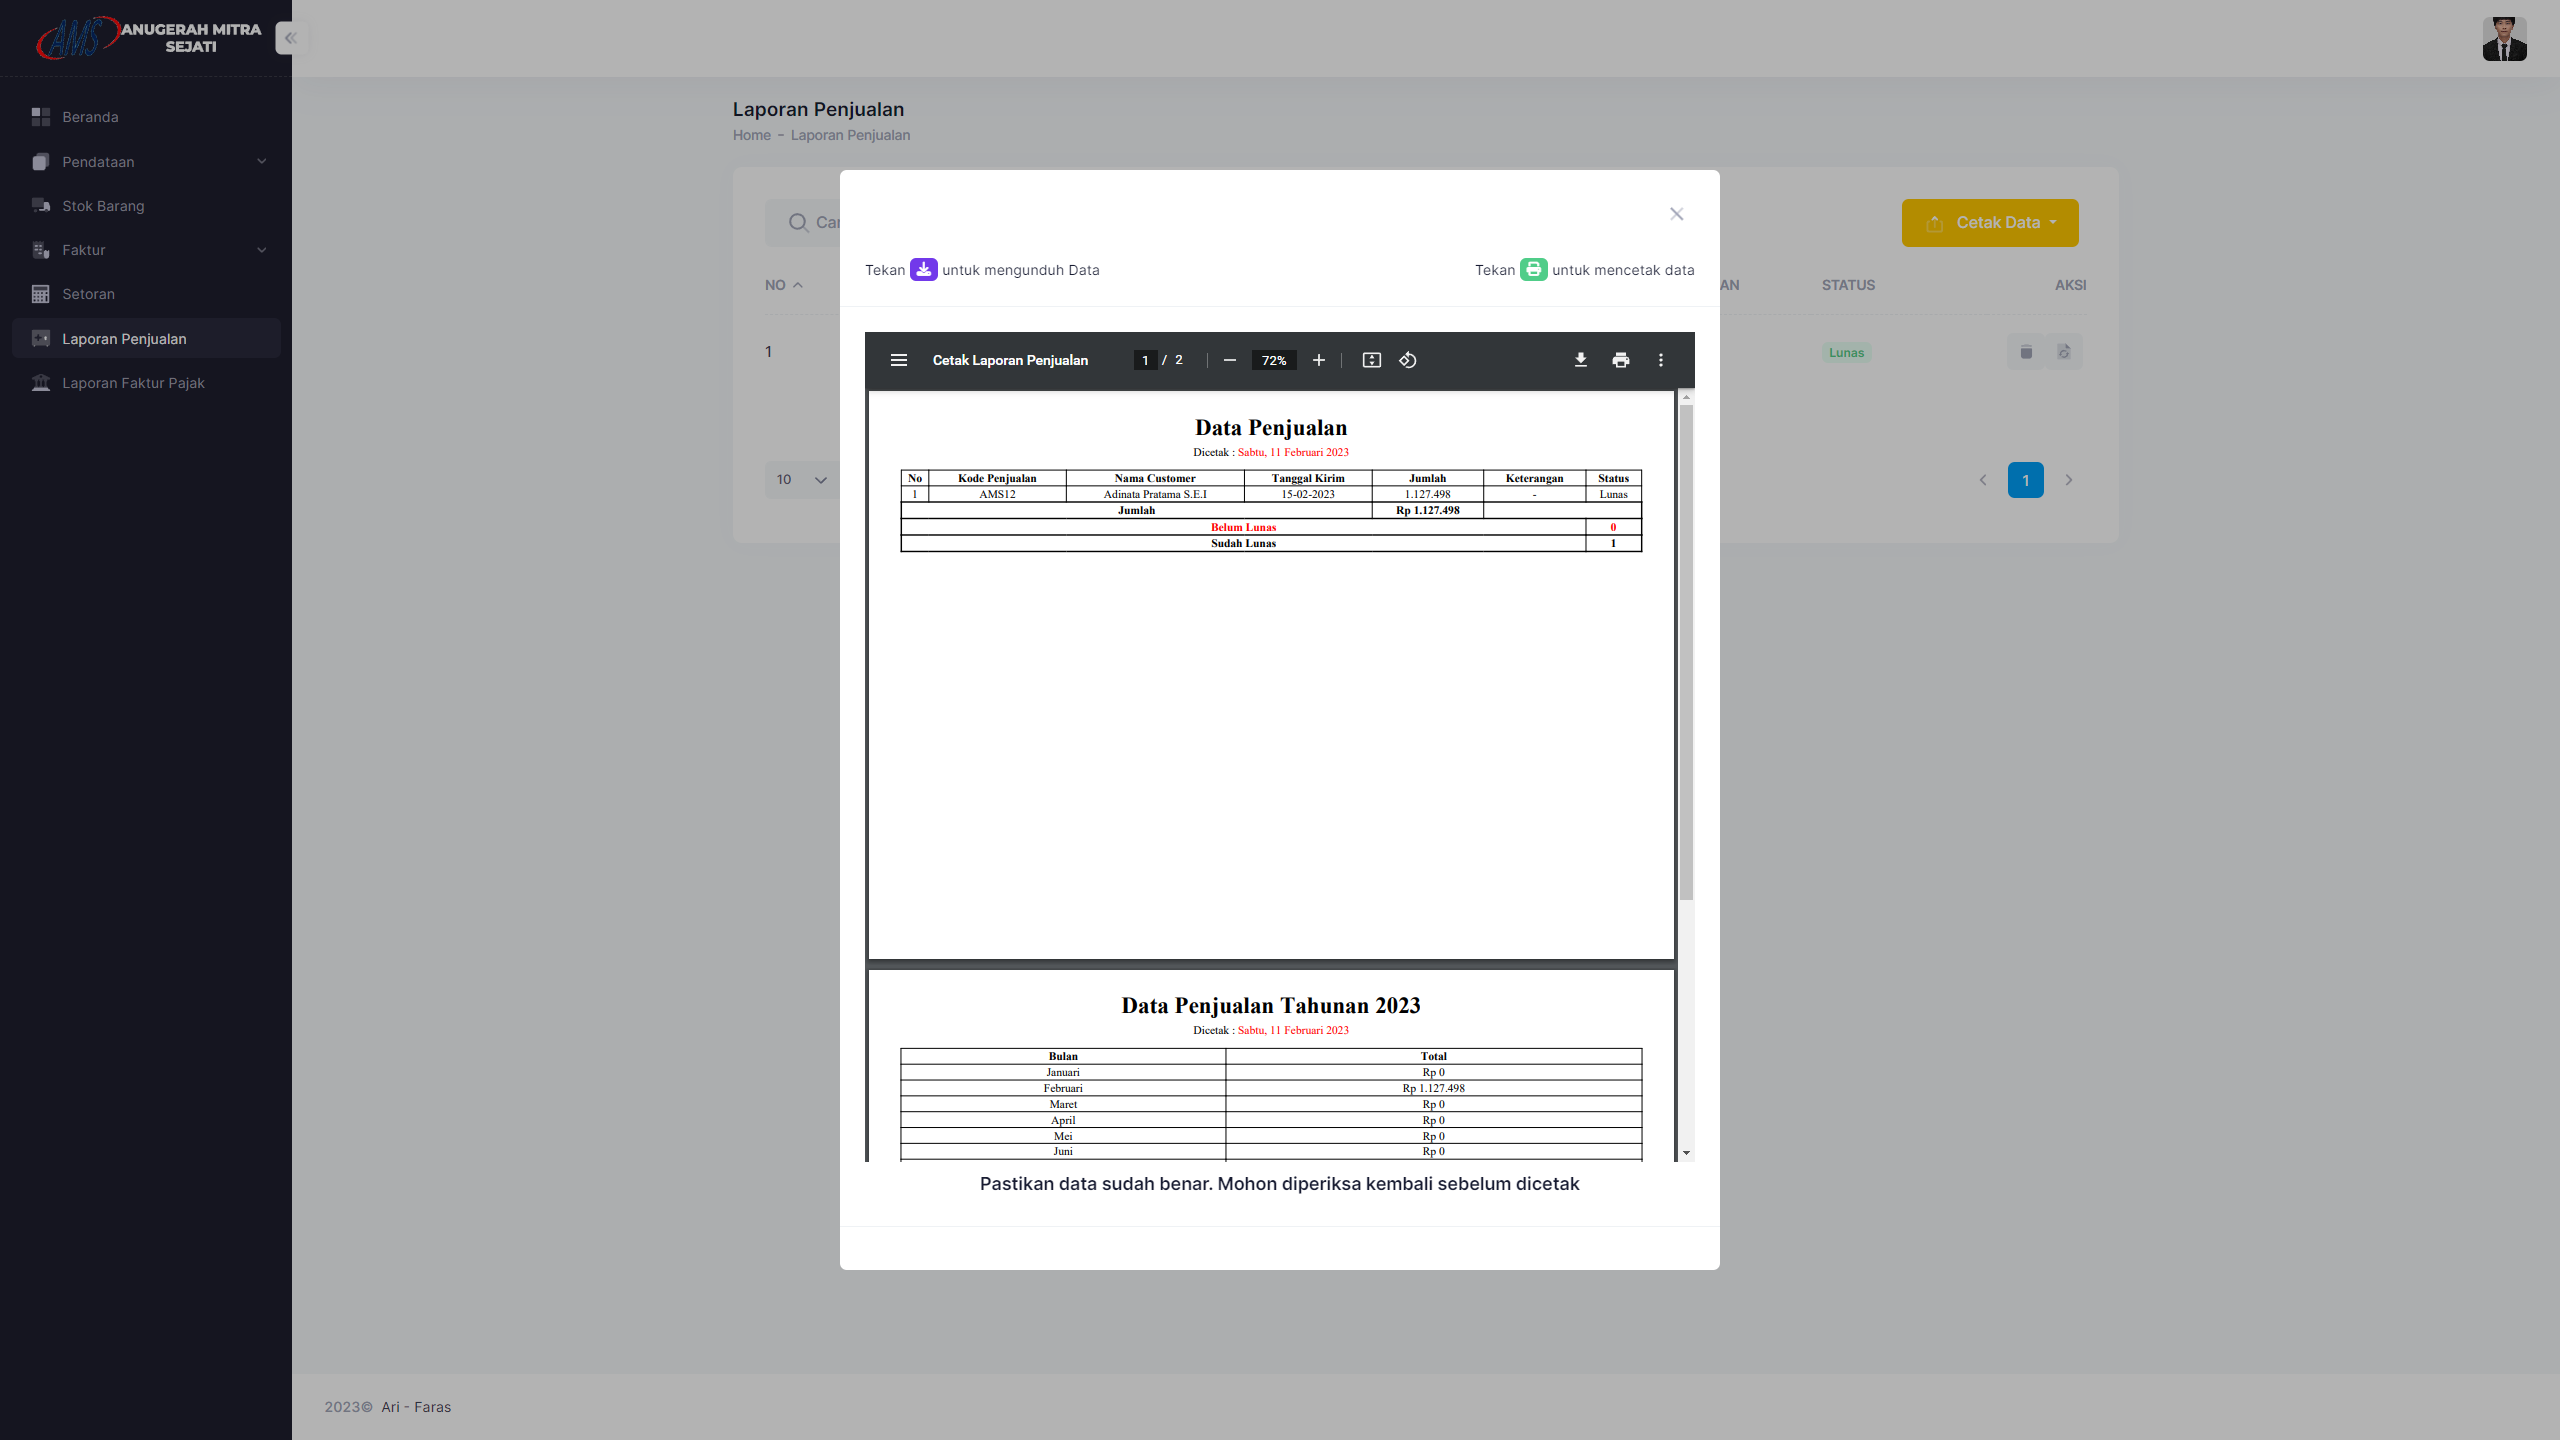 AMS ANUGERAH MITRA
SEJATI
Beranda
Pendataan
Stok Barang
Faktur
Setoran
Laporan Penjualan
Laporan Faktur Pajak
Laporan Penjualan
Home - Laporan Penjualan
Cetak Data
NO
AN STATUS AKSI
1 Lunas
10
1
Tekan untuk mengunduh Data
Tekan untuk mencetak data
Cetak Laporan Penjualan 1 / 2 72%
Data Penjualan
Dicetak : Sabtu, 11 Februari 2023
No Kode Penjualan Nama Customer Tanggal Kirim Jumlah Keterangan Status
1 AMS12 Adinata Pratama S.E.I 15-02-2023 1.127.498 - Lunas
Jumlah Rp 1.127.498
Belum Lunas 0
Sudah Lunas 1
Data Penjualan Tahunan 2023
Dicetak : Sabtu, 11 Februari 2023
Bulan Total
Januari Rp 0
Februari Rp 1.127.498
Maret Rp 0
April Rp 0
Mei Rp 0
Juni Rp 0
Pastikan data sudah benar. Mohon diperiksa kembali sebelum dicetak
2023© Ari - Faras